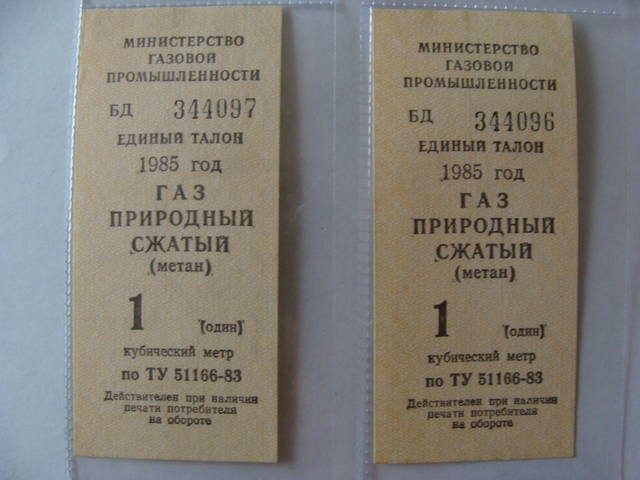 МИНИСТЕРСТВО
ГАЗОВОЙ
ПРОМЫШЛЕННОСТИ
БД 344097
ЕДИНЫЙ ТАЛОН
1985 год
ГАЗ
ПРИРОДНЫЙ
СЖАТЫЙ
(метан)
1 (один)
кубический метр
по ТУ 51166-83
Действителен при наличии
печати потребителя
на обороте
МИНИСТЕРСТВО
ГАЗОВОЙ
ПРОМЫШЛЕННОСТИ
БД 344096
ЕДИНЫЙ ТАЛОН
1985 год
ГАЗ
ПРИРОДНЫЙ
СЖАТЫЙ
(метан)
1 (один)
кубический метр
по ТУ 51166-83
Действителен при наличии
печати потребителя
на обороте